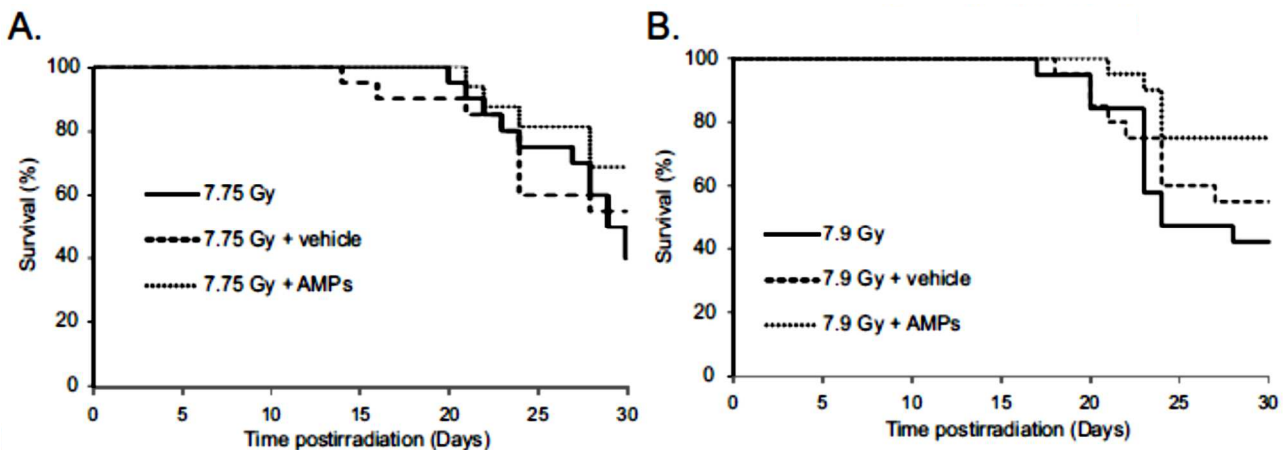 A.
100
80
60
40
20
0
Survival (%)
7.75 Gy
7.75 Gy + vehicle
7.75 Gy + AMPs
0 5 10 15 20 25 30
Time postirradiation (Days)
B.
100
80
60
40
20
0
Survival (%)
7.9 Gy
7.9 Gy + vehicle
7.9 Gy + AMPs
0 5 10 15 20 25 30
Time postirradiation (Days)